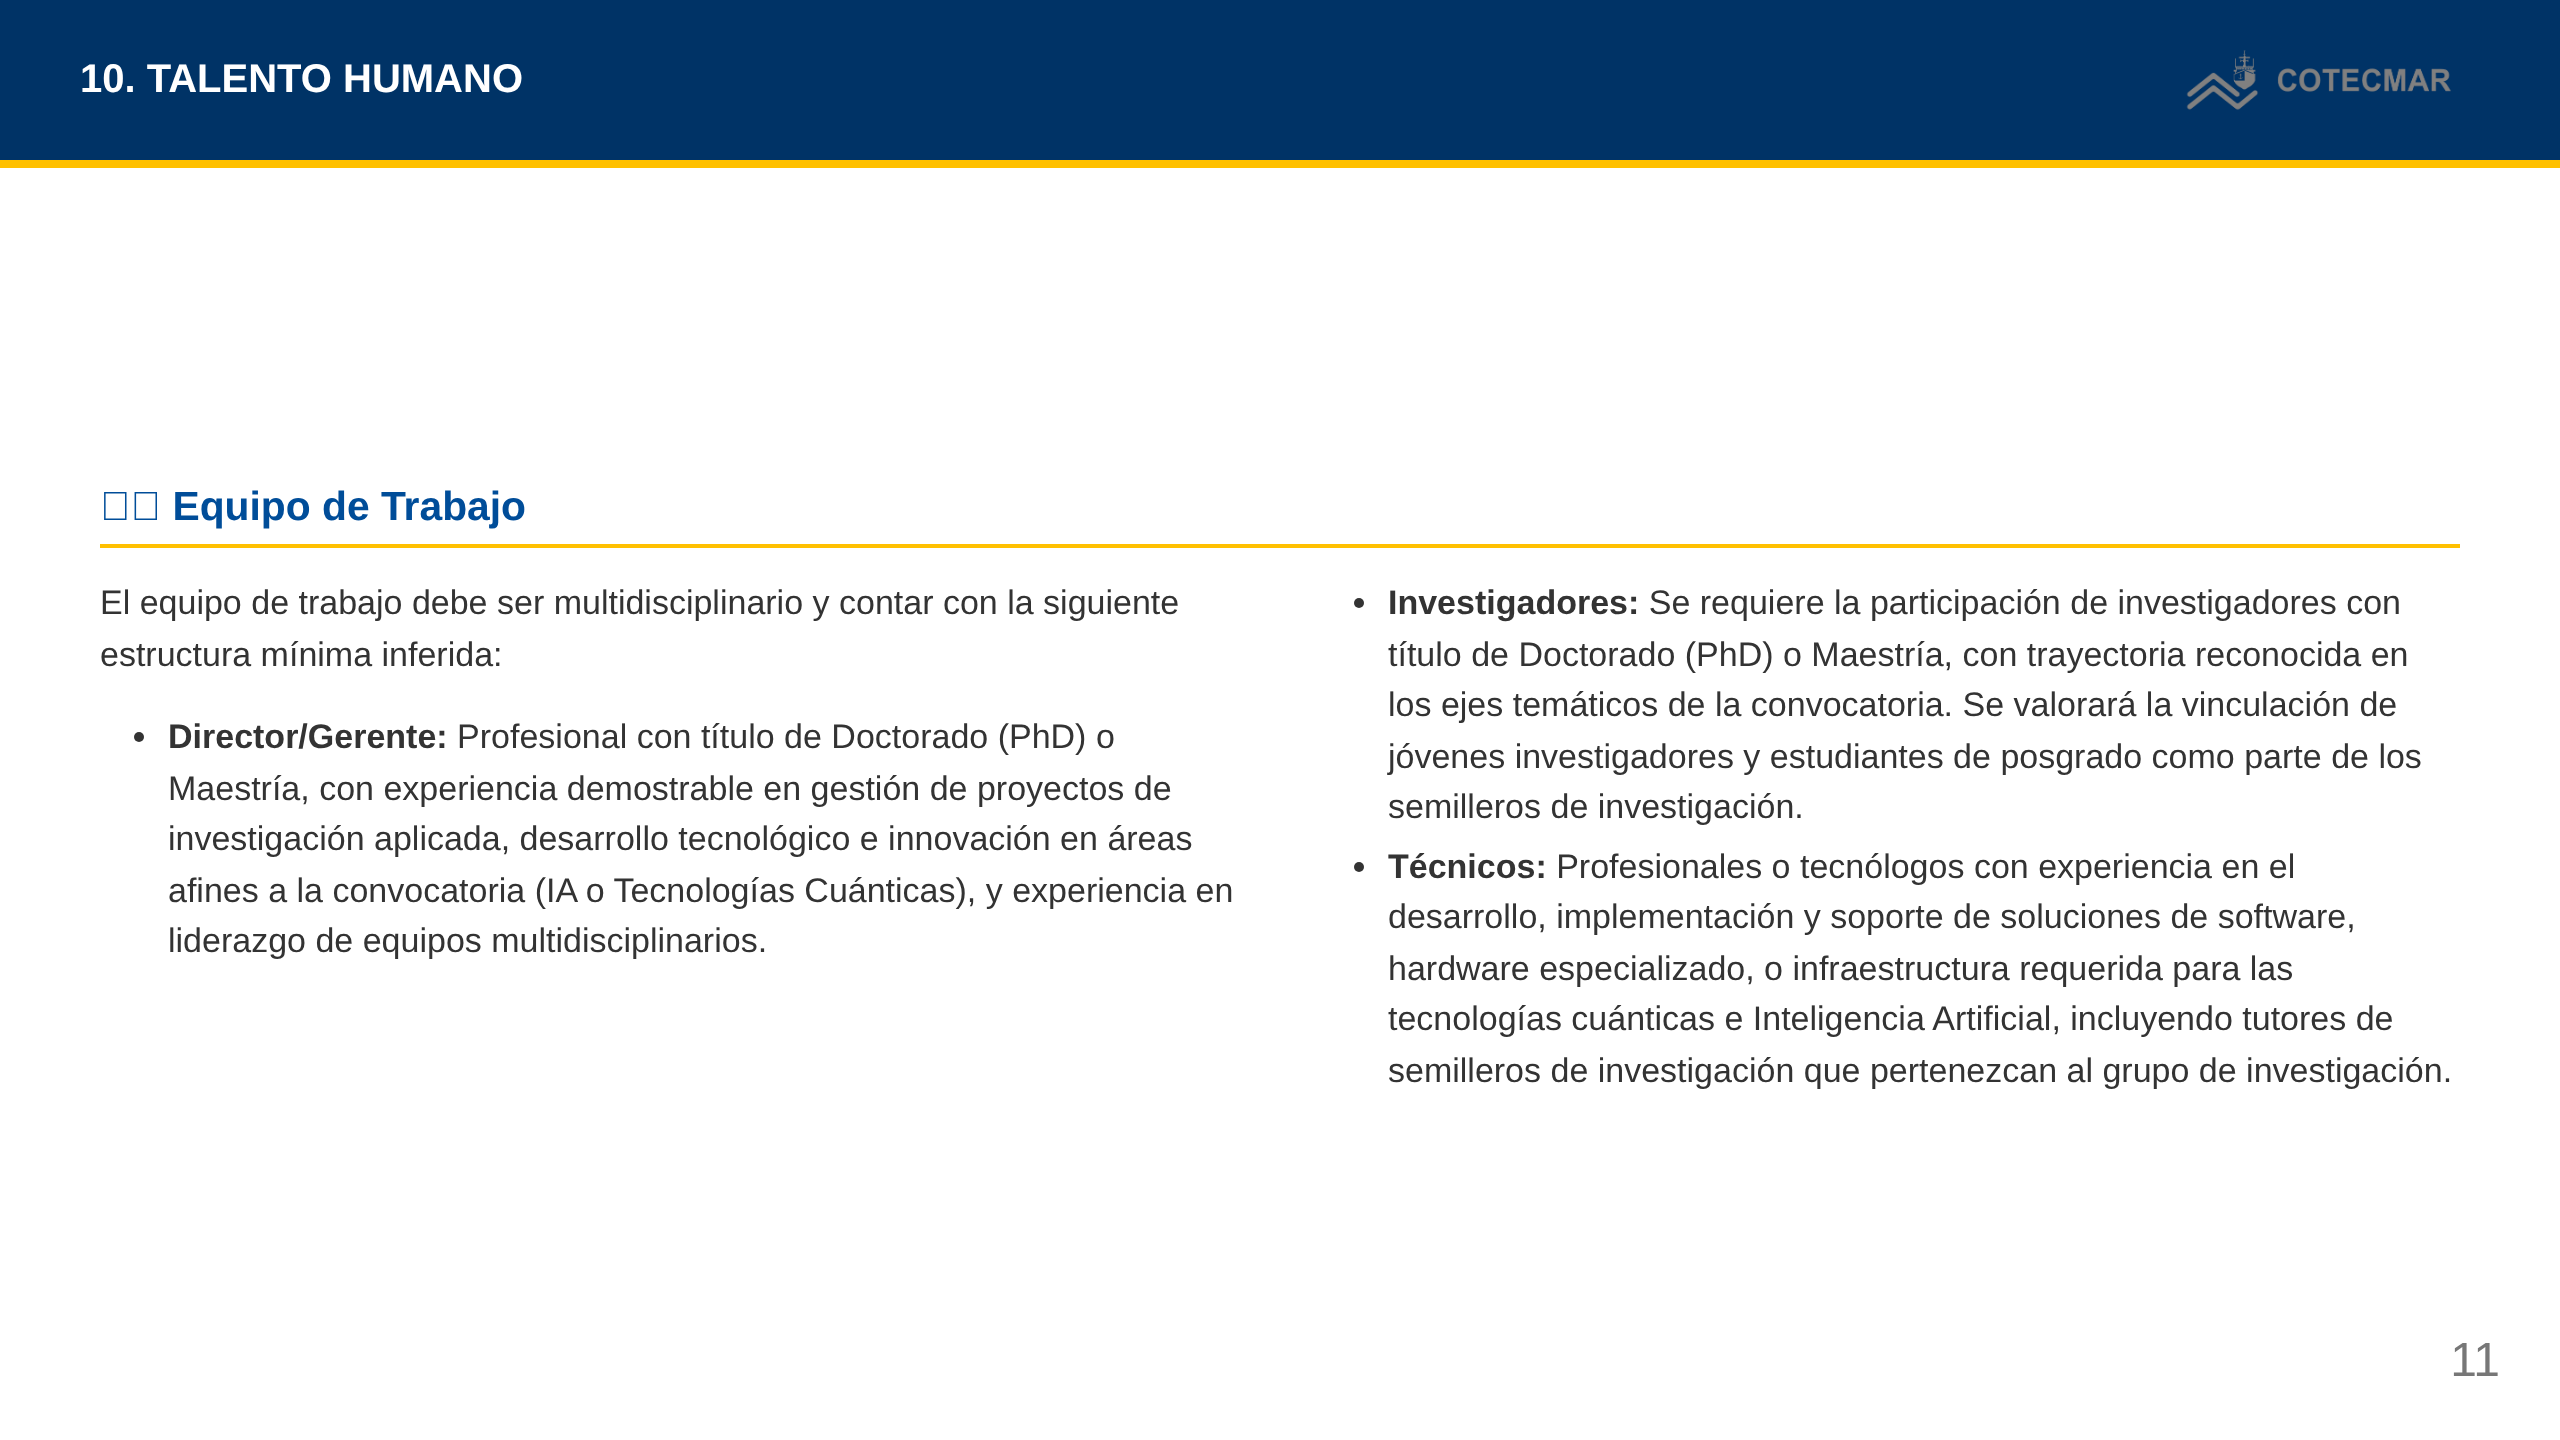 10. TALENTO HUMANO
COTECMAR
Equipo de Trabajo
El equipo de trabajo debe ser multidisciplinario y contar con la siguiente
estructura mínima inferida:
• Director/Gerente: Profesional con título de Doctorado (PhD) o
Maestría, con experiencia demostrable en gestión de proyectos de
investigación aplicada, desarrollo tecnológico e innovación en áreas
afines a la convocatoria (IA o Tecnologías Cuánticas), y experiencia en
liderazgo de equipos multidisciplinarios.
• Investigadores: Se requiere la participación de investigadores con
título de Doctorado (PhD) o Maestría, con trayectoria reconocida en
los ejes temáticos de la convocatoria. Se valorará la vinculación de
jóvenes investigadores y estudiantes de posgrado como parte de los
semilleros de investigación.
• Técnicos: Profesionales o tecnólogos con experiencia en el
desarrollo, implementación y soporte de soluciones de software,
hardware especializado, o infraestructura requerida para las
tecnologías cuánticas e Inteligencia Artificial, incluyendo tutores de
semilleros de investigación que pertenezcan al grupo de investigación.
11